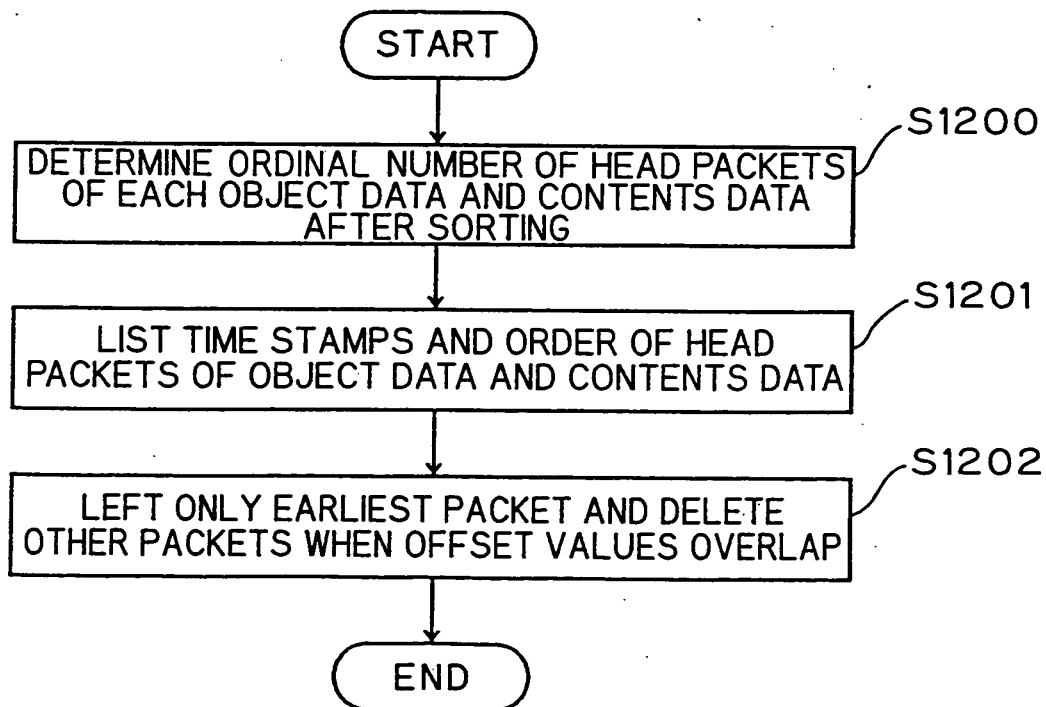 START
S1200
DETERMINE ORDINAL NUMBER OF HEAD PACKETS
OF EACH OBJECT DATA AND CONTENTS DATA
AFTER SORTING
S1201
LIST TIME STAMPS AND ORDER OF HEAD
PACKETS OF OBJECT DATA AND CONTENTS DATA
S1202
LEFT ONLY EARLIEST PACKET AND DELETE
OTHER PACKETS WHEN OFFSET VALUES OVERLAP
END